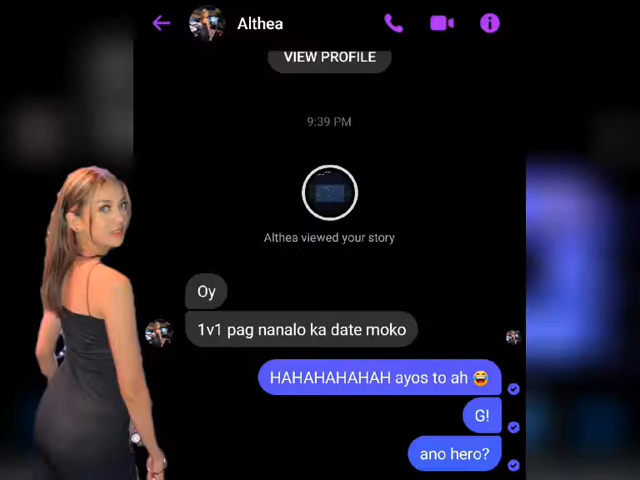 Althea
VIEW PROFILE
9:39 PM
Althea viewed your story
Oy
1v1 pag nanalo ka date moko
HAHAHAHAHAH ayos to ah 😂
G!
ano hero?